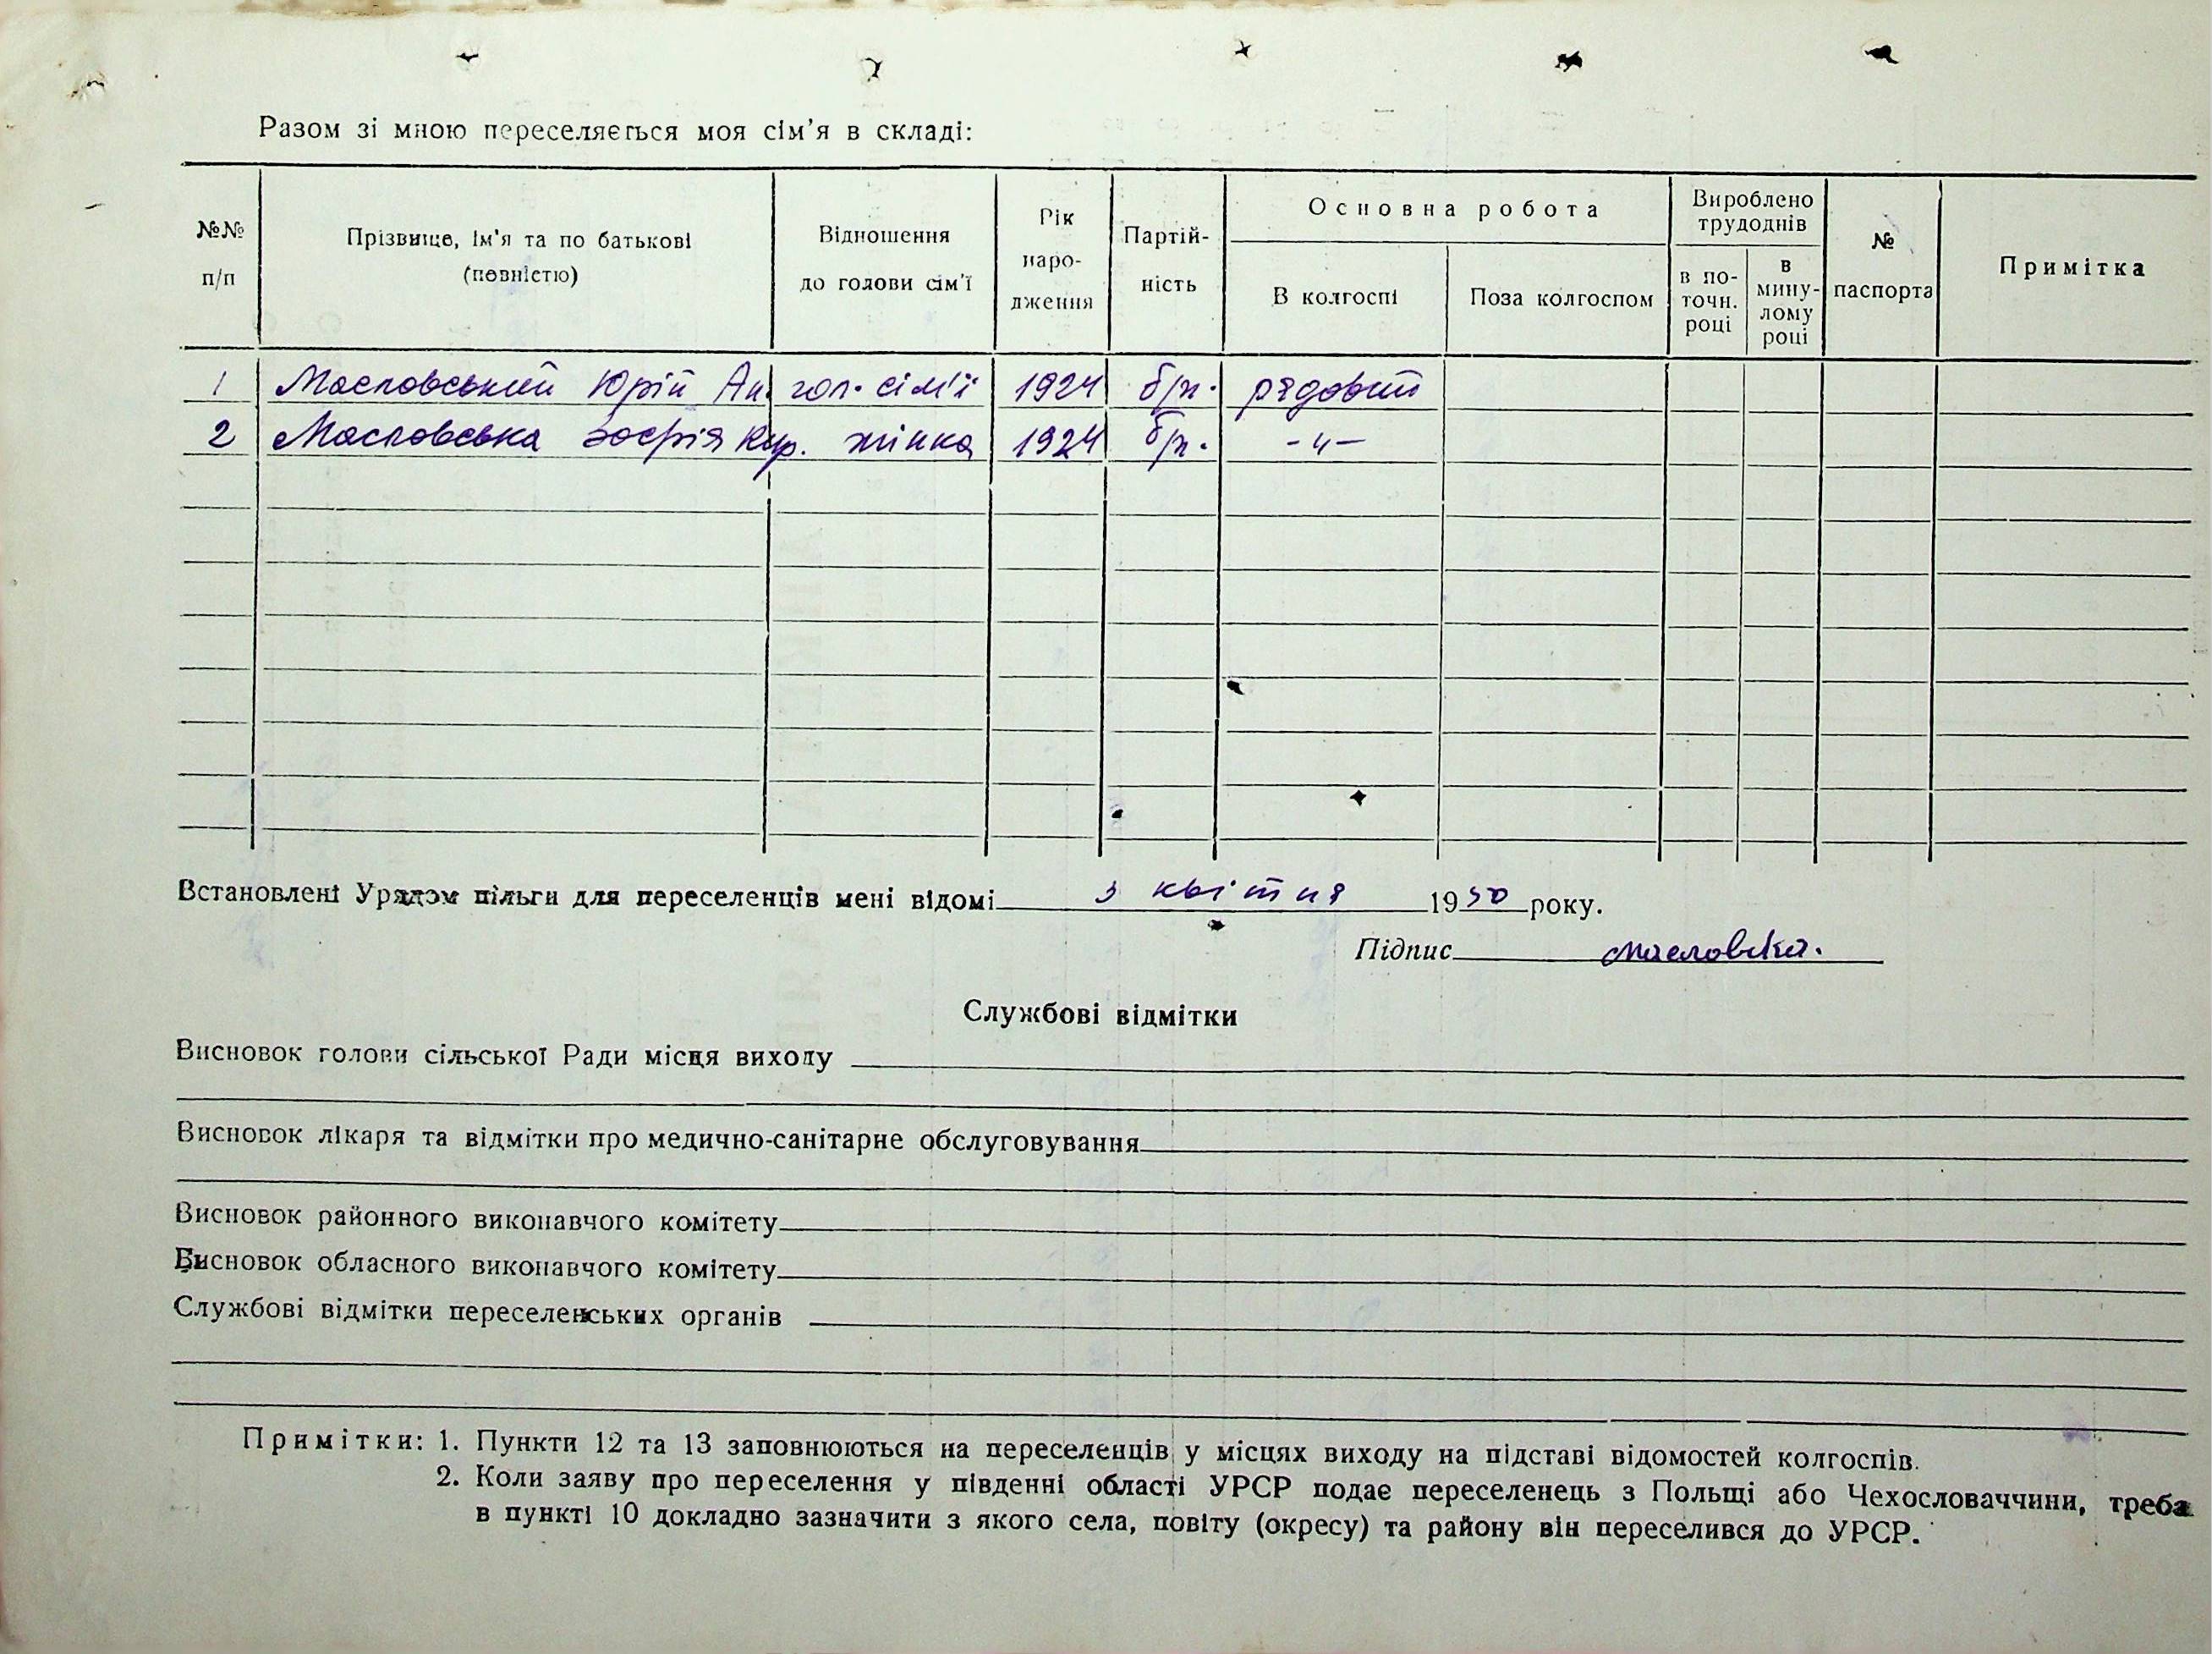 Разом зі мною переселяється моя сім'я в складі:
№№ п/п
Прізвище, ім'я та по батькові (повністю)
Відношення до голови сім'ї
Рік народження
Партійність
Основна робота
В колгоспі
Поза колгоспом
Вироблено трудоднів
в поточн. році
в минулому році
№ паспорта
Примітка
1 Масловський Юрій Ан. гол. сім'ї 1924 б/п. рядовий
2 Масловська Зофія Кир. жінка 1924 б/п. -"-
Встановлені Урядом пільги для переселенців мені відомі 3 квітня 1950 року.
Підпис Масловска.
Службові відмітки
Висновок голови сільської Ради місця виходу
Висновок лікаря та відмітки про медично-санітарне обслуговування
Висновок районного виконавчого комітету
Висновок обласного виконавчого комітету
Службові відмітки переселенських органів
Примітки: 1. Пункти 12 та 13 заповнюються на переселенців у місцях виходу на підставі відомостей колгоспів.
2. Коли заяву про переселення у південні області УРСР подає переселенець з Польщі або Чехословаччини, треба
в пункті 10 докладно зазначити з якого села, повіту (окресу) та району він переселився до УРСР.